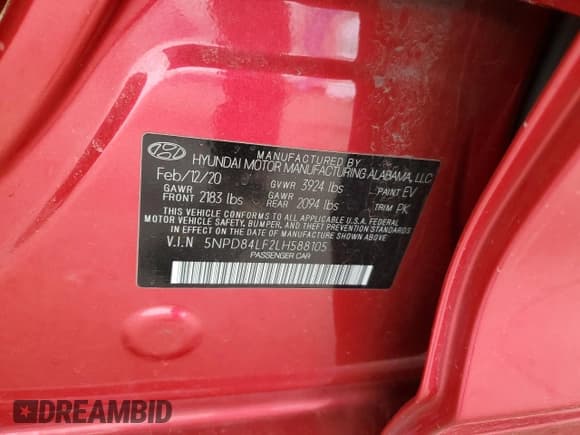 MANUFACTURED BY
HYUNDAI MOTOR MANUFACTURING ALABAMA, LLC
Feb/12/20 GVWR 3924 lbs PAINT EV
GAWR FRONT 2183 lbs GAWR REAR 2094 lbs TRIM PK
THIS VEHICLE CONFORMS TO ALL APPLICABLE U.S.A. FEDERAL
MOTOR VEHICLE SAFETY, BUMPER, AND THEFT PREVENTION STANDARDS
IN EFFECT ON THE DATE OF MANUFACTURE SHOWN ABOVE.
V.I.N 5NPD84LF2LH588105
PASSENGER CAR
DREAMBID